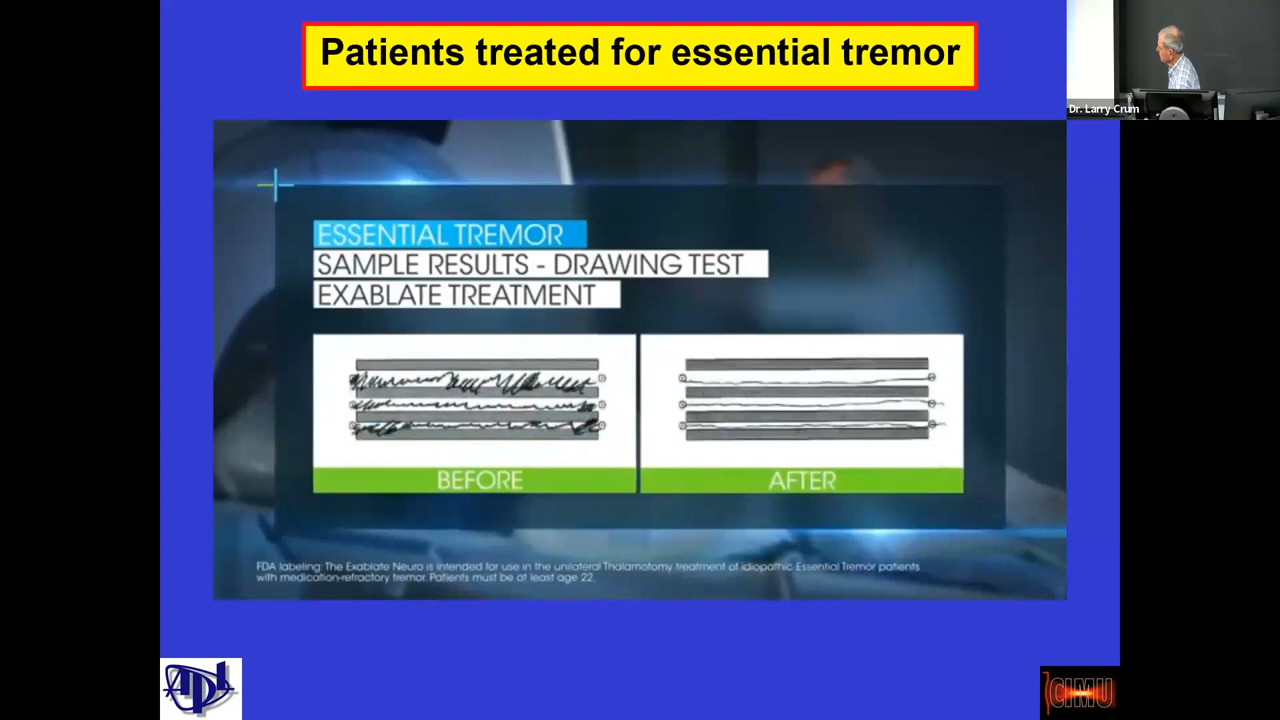 Patients treated for essential tremor
Dr. Larry Crum
ESSENTIAL TREMOR
SAMPLE RESULTS - DRAWING TEST
EXABLATE TREATMENT
BEFORE
AFTER
FDA labeling: The Exablate Neuro is intended for use in the unilateral Thalamotomy treatment of idiopathic Essential Tremor patients
with medication-refractory tremor. Patients must be at least age 22.
APL
CIMU